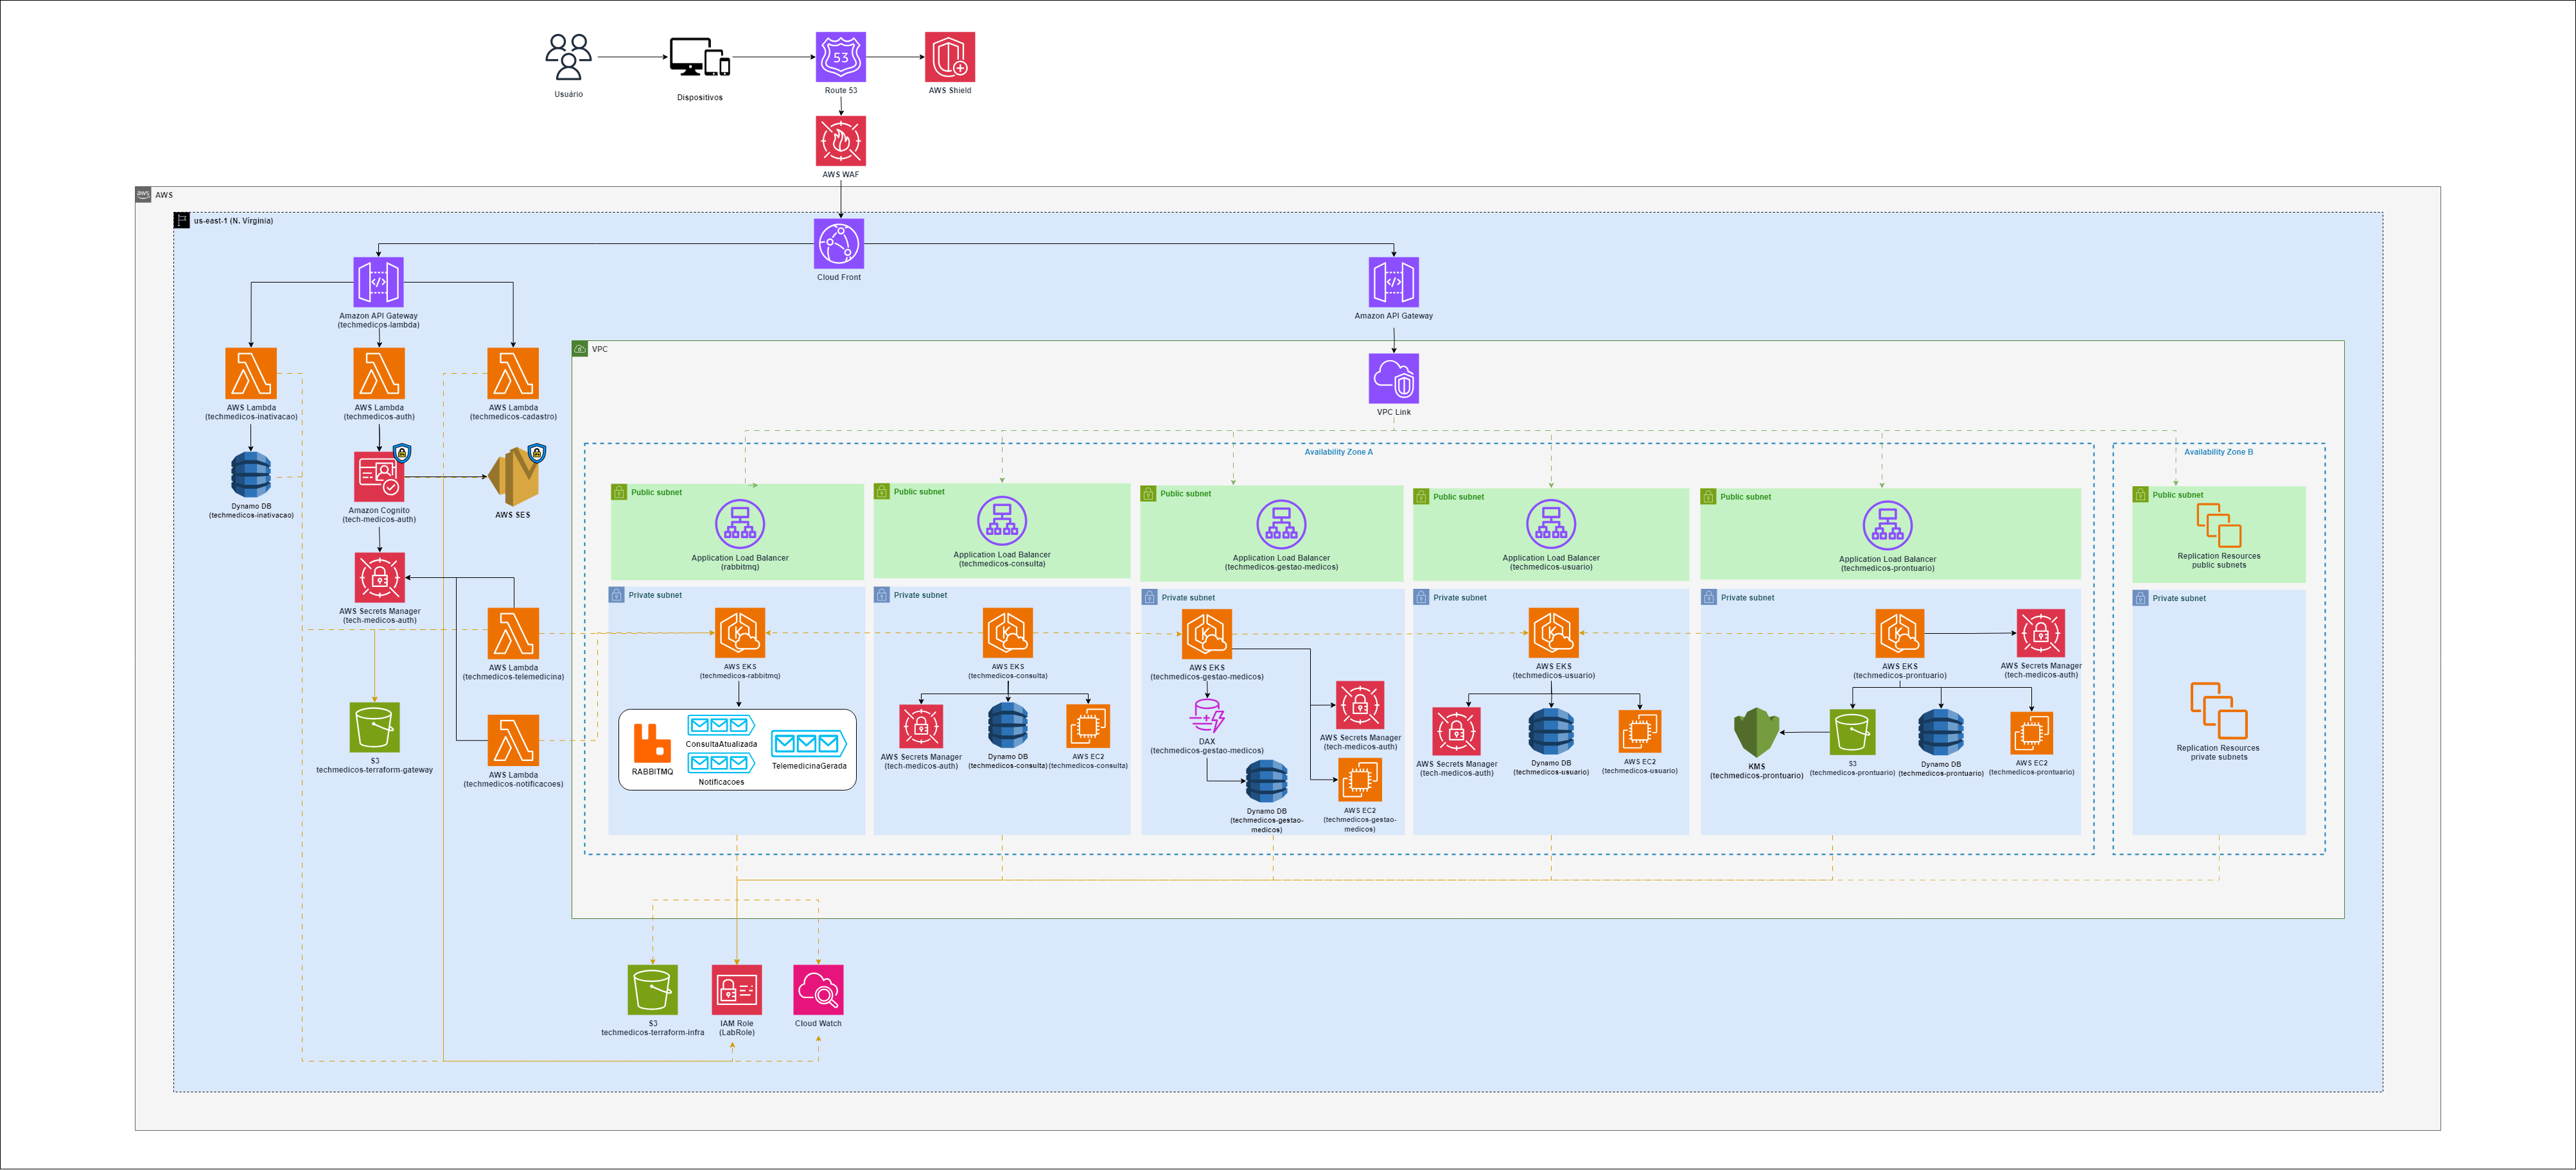 53
Usuário
Dispositivos
Route 53
AWS Shield
AWS WAF
aws
AWS
us-east-1 (N. Virginia)
Cloud Front
Amazon API Gateway
(techmedicos-lambda)
Amazon API Gateway
VPC
VPC Link
AWS Lambda
(techmedicos-inativacao)
AWS Lambda
(techmedicos-auth)
AWS Lambda
(techmedicos-cadastro)
Dynamo DB
(techmedicos-inativacao)
Amazon Cognito
(tech-medicos-auth)
AWS SES
AWS Secrets Manager
(tech-medicos-auth)
AWS Lambda
(techmedicos-telemedicina)
S3
techmedicos-terraform-gateway
AWS Lambda
(techmedicos-notificacoes)
Availability Zone A
Availability Zone B
Public subnet
Application Load Balancer
(rabbitmq)
Public subnet
Application Load Balancer
(techmedicos-consulta)
Public subnet
Application Load Balancer
(techmedicos-gestao-medicos)
Public subnet
Application Load Balancer
(techmedicos-usuario)
Public subnet
Application Load Balancer
(techmedicos-prontuario)
Public subnet
Replication Resources
public subnets
Private subnet
AWS EKS
(techmedicos-rabbitmq)
RABBITMQ
ConsultaAtualizada
Notificacoes
TelemedicinaGerada
Private subnet
AWS EKS
(techmedicos-consulta)
AWS Secrets Manager
(tech-medicos-auth)
Dynamo DB
(techmedicos-consulta)
AWS EC2
(techmedicos-consulta)
Private subnet
AWS EKS
(techmedicos-gestao-medicos)
DAX
(techmedicos-gestao-medicos)
AWS Secrets Manager
(tech-medicos-auth)
Dynamo DB
(techmedicos-gestao-
medicos)
AWS EC2
(techmedicos-gestao-
medicos)
Private subnet
AWS EKS
(techmedicos-usuario)
AWS Secrets Manager
(tech-medicos-auth)
Dynamo DB
(techmedicos-usuario)
AWS EC2
(techmedicos-usuario)
Private subnet
AWS EKS
(techmedicos-prontuario)
AWS Secrets Manager
(tech-medicos-auth)
KMS
(techmedicos-prontuario)
S3
(techmedicos-prontuario)
Dynamo DB
(techmedicos-prontuario)
AWS EC2
(techmedicos-prontuario)
Private subnet
Replication Resources
private subnets
S3
techmedicos-terraform-infra
IAM Role
(LabRole)
Cloud Watch